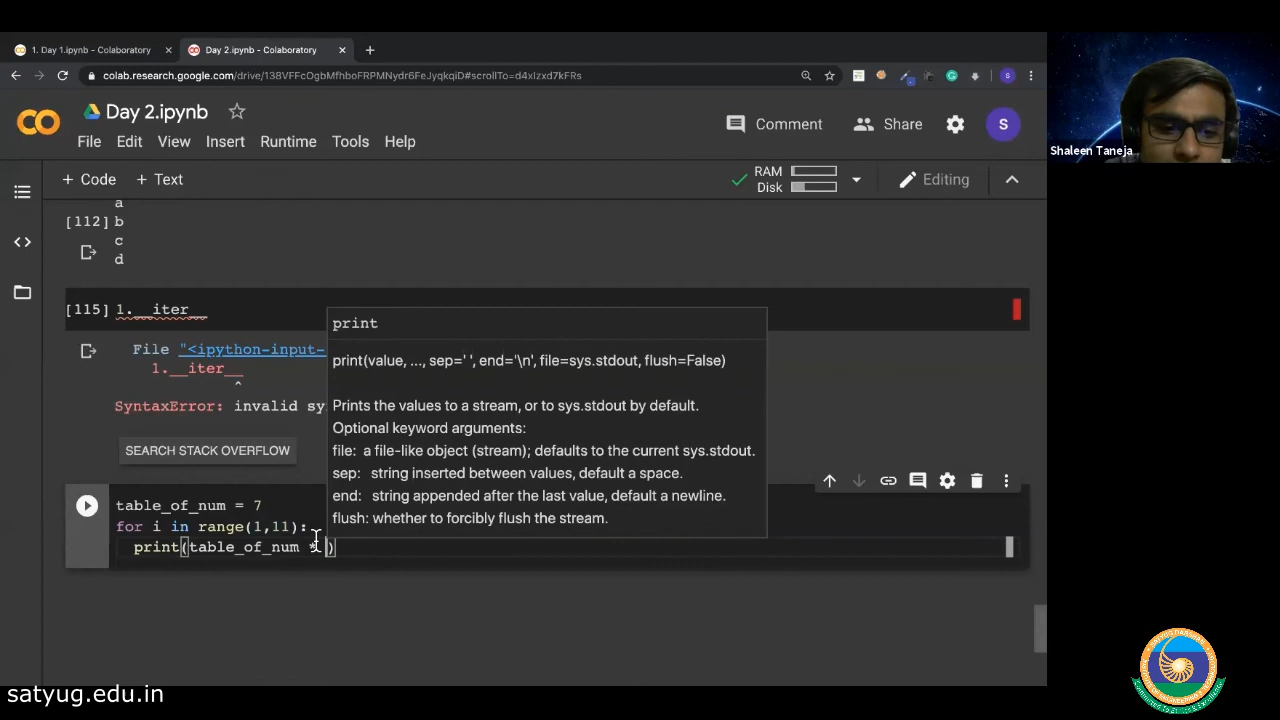 1. Day 1.ipynb - Colaboratory
Day 2.ipynb - Colaboratory
colab.research.google.com/drive/138VFFcOgbMfhboFRPMNydr6FeJyqkqiD#scrollTo=d4xIzxd7kFRs
S
Day 2.ipynb
Comment
Share
S
File Edit View Insert Runtime Tools Help
+ Code + Text
RAM
Disk
Editing
a
[112] b
c
d
[115] 1.__iter__
File "<ipython-input-
1.__iter__
^
SyntaxError: invalid sy
SEARCH STACK OVERFLOW
print
print(value, ..., sep=' ', end='\n', file=sys.stdout, flush=False)
Prints the values to a stream, or to sys.stdout by default.
Optional keyword arguments:
file: a file-like object (stream); defaults to the current sys.stdout.
sep: string inserted between values, default a space.
end: string appended after the last value, default a newline.
flush: whether to forcibly flush the stream.
table_of_num = 7
for i in range(1,11):
print(table_of_num * )
Shaleen Taneja
satyug.edu.in